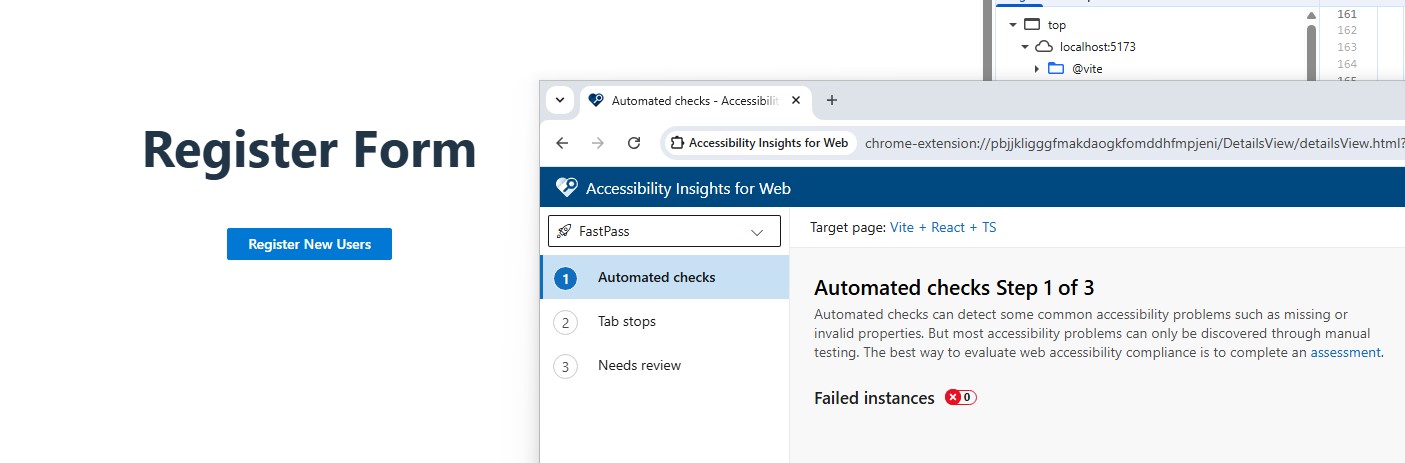 top
localhost:5173
@vite
161
162
163
164
Register Form
Register New Users
Automated checks - Accessibilit
Accessibility Insights for Web
chrome-extension://pbjjkligggfmakdaogkfomddhfmpjeni/DetailsView/detailsView.html?
Accessibility Insights for Web
FastPass
1 Automated checks
2 Tab stops
3 Needs review
Target page: Vite + React + TS
Automated checks Step 1 of 3
Automated checks can detect some common accessibility problems such as missing or
invalid properties. But most accessibility problems can only be discovered through manual
testing. The best way to evaluate web accessibility compliance is to complete an assessment.
Failed instances 0